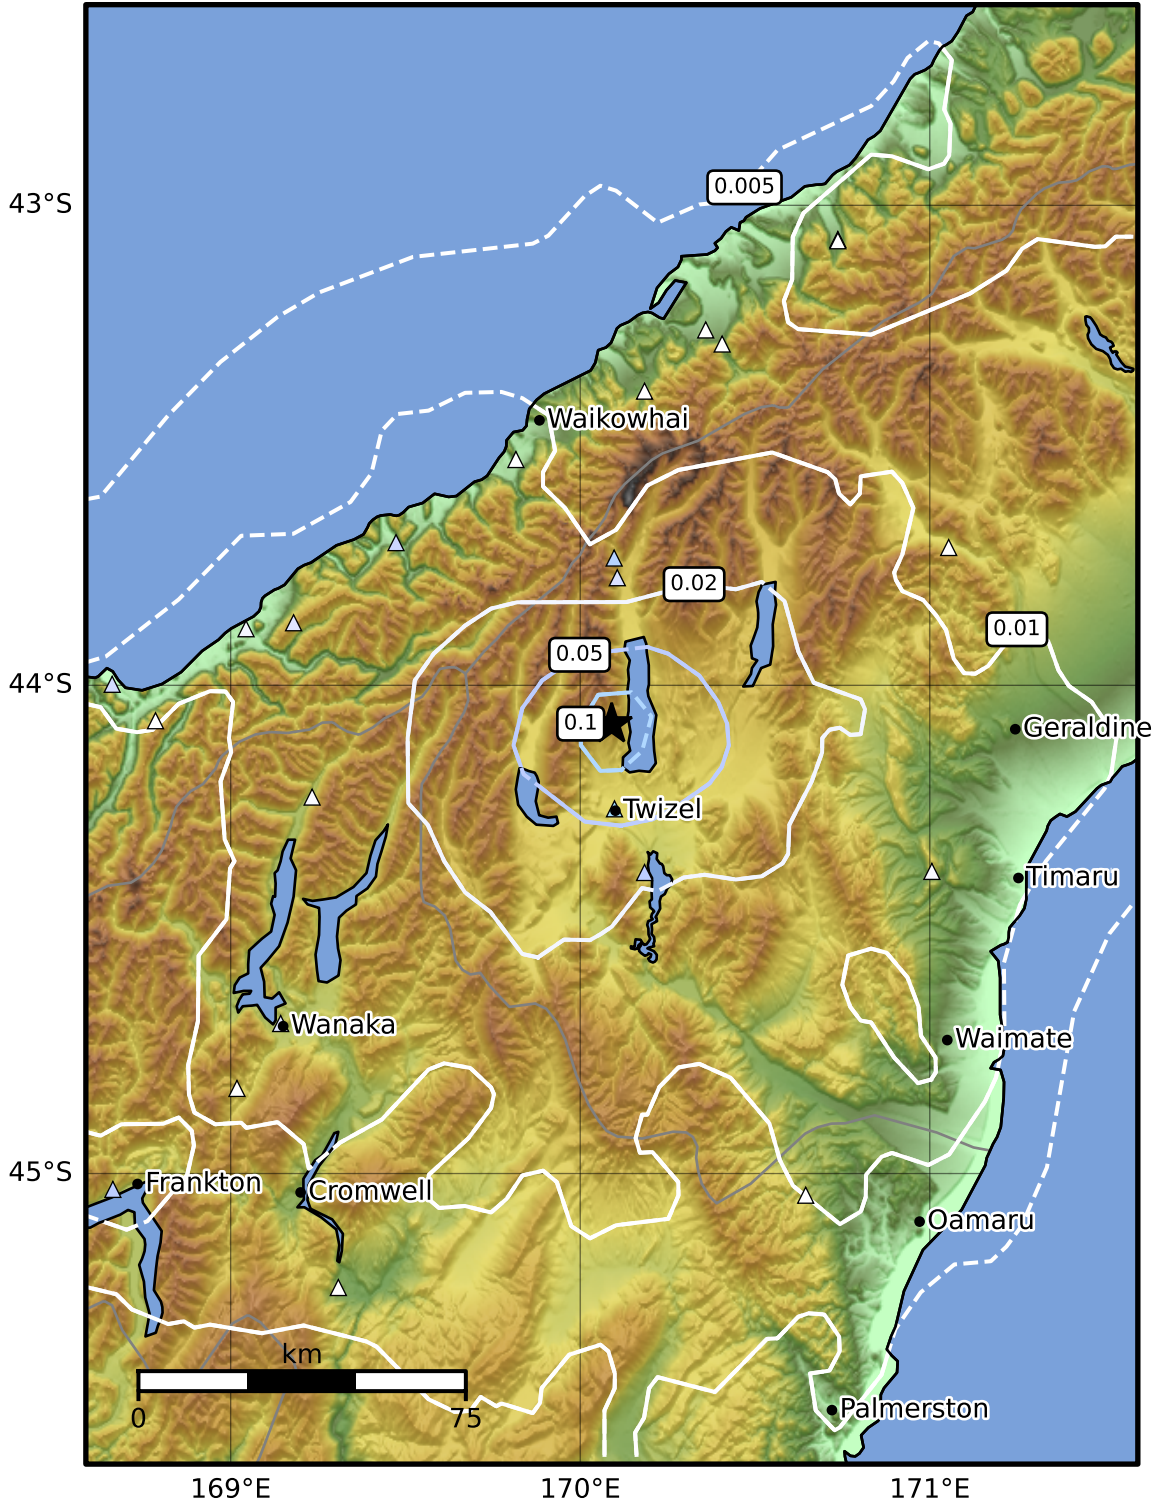 0.005
43°S
Waikowhai
0.02
0.01
0.05
44°S
0.1
Geraldine
Twizel
Timaru
Wanaka
Waimate
45°S
Frankton
Cromwell
Oamaru
km
0
75
Palmerston
169°E
170°E
171°E